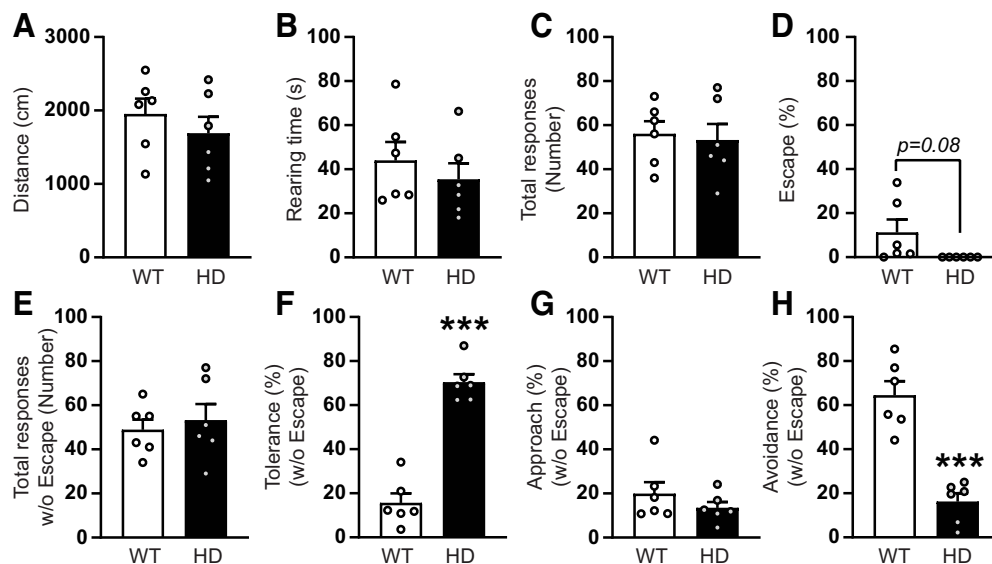 A
Distance (cm)
3000
2000
1000
0
WT HD
B
Rearing time (s)
100
80
60
40
20
0
WT HD
C
Total responses
(Number)
100
80
60
40
20
0
WT HD
D
Escape (%)
100
80
60
40
20
0
p=0.08
WT HD
E
Total responses
w/o Escape (Number)
100
80
60
40
20
0
WT HD
F
Tolerance (%)
(w/o Escape)
100
80
60
40
20
0
***
WT HD
G
Approach (%)
(w/o Escape)
100
80
60
40
20
0
WT HD
H
Avoidance (%)
(w/o Escape)
100
80
60
40
20
0
***
WT HD